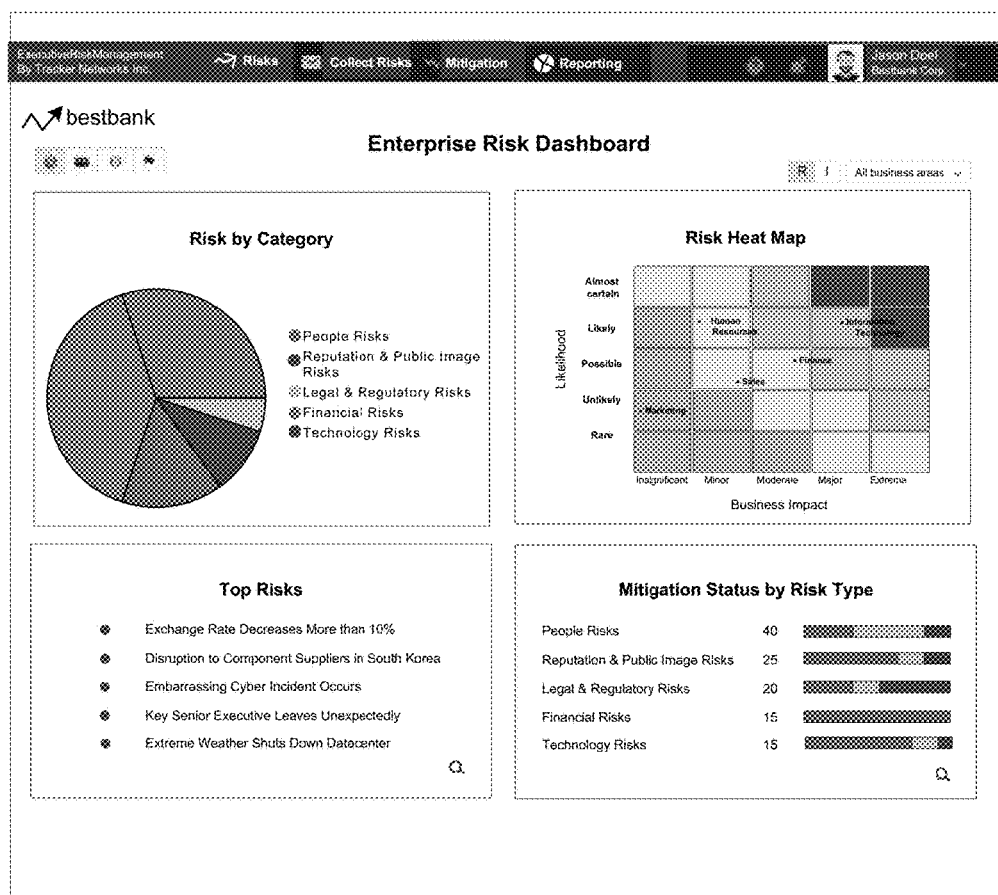 ExecutiveRiskManagement
By Tracker Networks Inc.
Risks
Collect Risks
Mitigation
Reporting
Jason Doel
Bestbank Corp
bestbank
Enterprise Risk Dashboard
R I All business areas
Risk by Category
People Risks
Reputation & Public Image
Risks
Legal & Regulatory Risks
Financial Risks
Technology Risks
Risk Heat Map
Likelihood
Almost
certain
Likely
Possible
Unlikely
Rare
Human
Resources
Information
Technology
Finance
Sales
Marketing
Insignificant Minor Moderate Major Extreme
Business Impact
Top Risks
Exchange Rate Decreases More than 10%
Disruption to Component Suppliers in South Korea
Embarrassing Cyber Incident Occurs
Key Senior Executive Leaves Unexpectedly
Extreme Weather Shuts Down Datacenter
Mitigation Status by Risk Type
People Risks 40
Reputation & Public Image Risks 25
Legal & Regulatory Risks 20
Financial Risks 15
Technology Risks 15